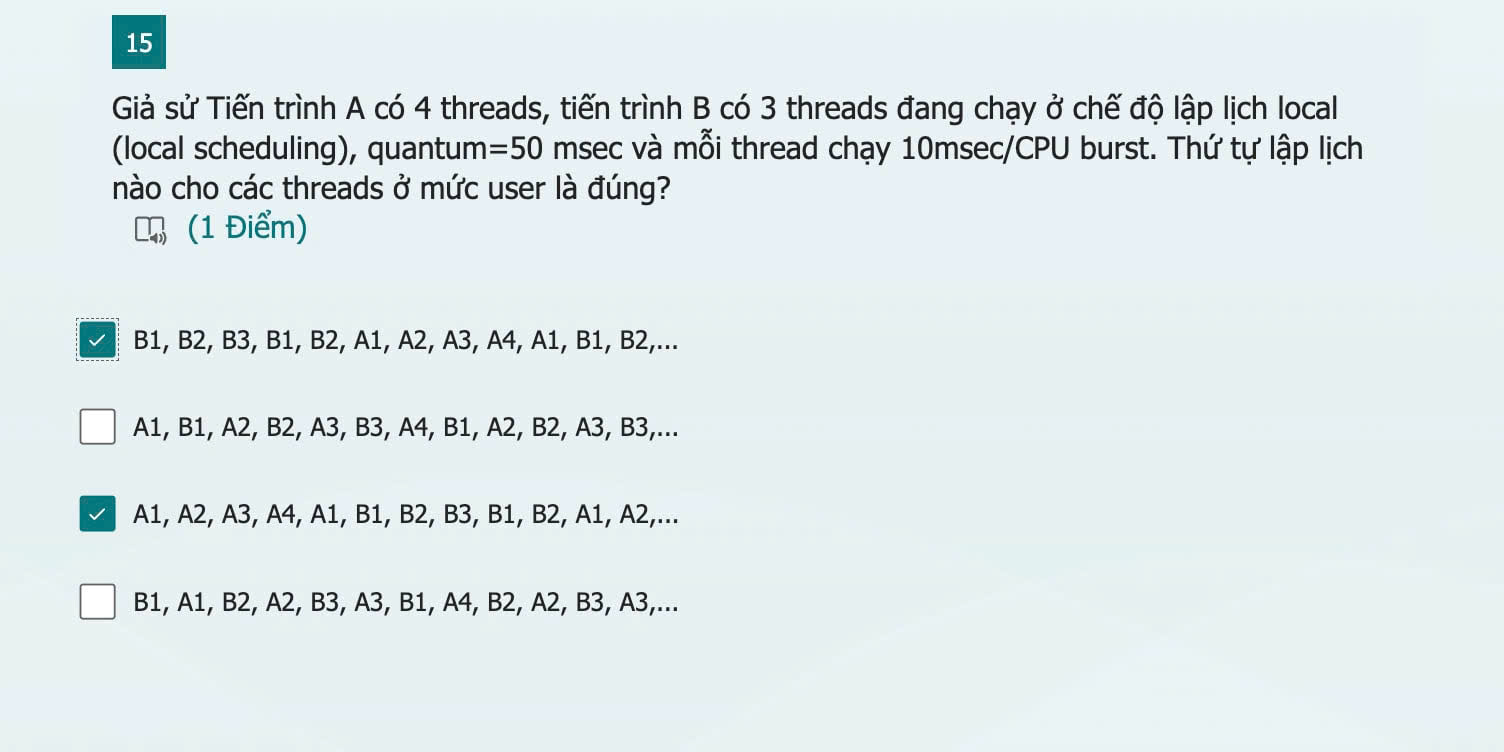 15
Giả sử Tiến trình A có 4 threads, tiến trình B có 3 threads đang chạy ở chế độ lập lịch local
(local scheduling), quantum=50 msec và mỗi thread chạy 10msec/CPU burst. Thứ tự lập lịch
nào cho các threads ở mức user là đúng?
(1 Điểm)
B1, B2, B3, B1, B2, A1, A2, A3, A4, A1, B1, B2,...
A1, B1, A2, B2, A3, B3, A4, B1, A2, B2, A3, B3,...
A1, A2, A3, A4, A1, B1, B2, B3, B1, B2, A1, A2,...
B1, A1, B2, A2, B3, A3, B1, A4, B2, A2, B3, A3,...